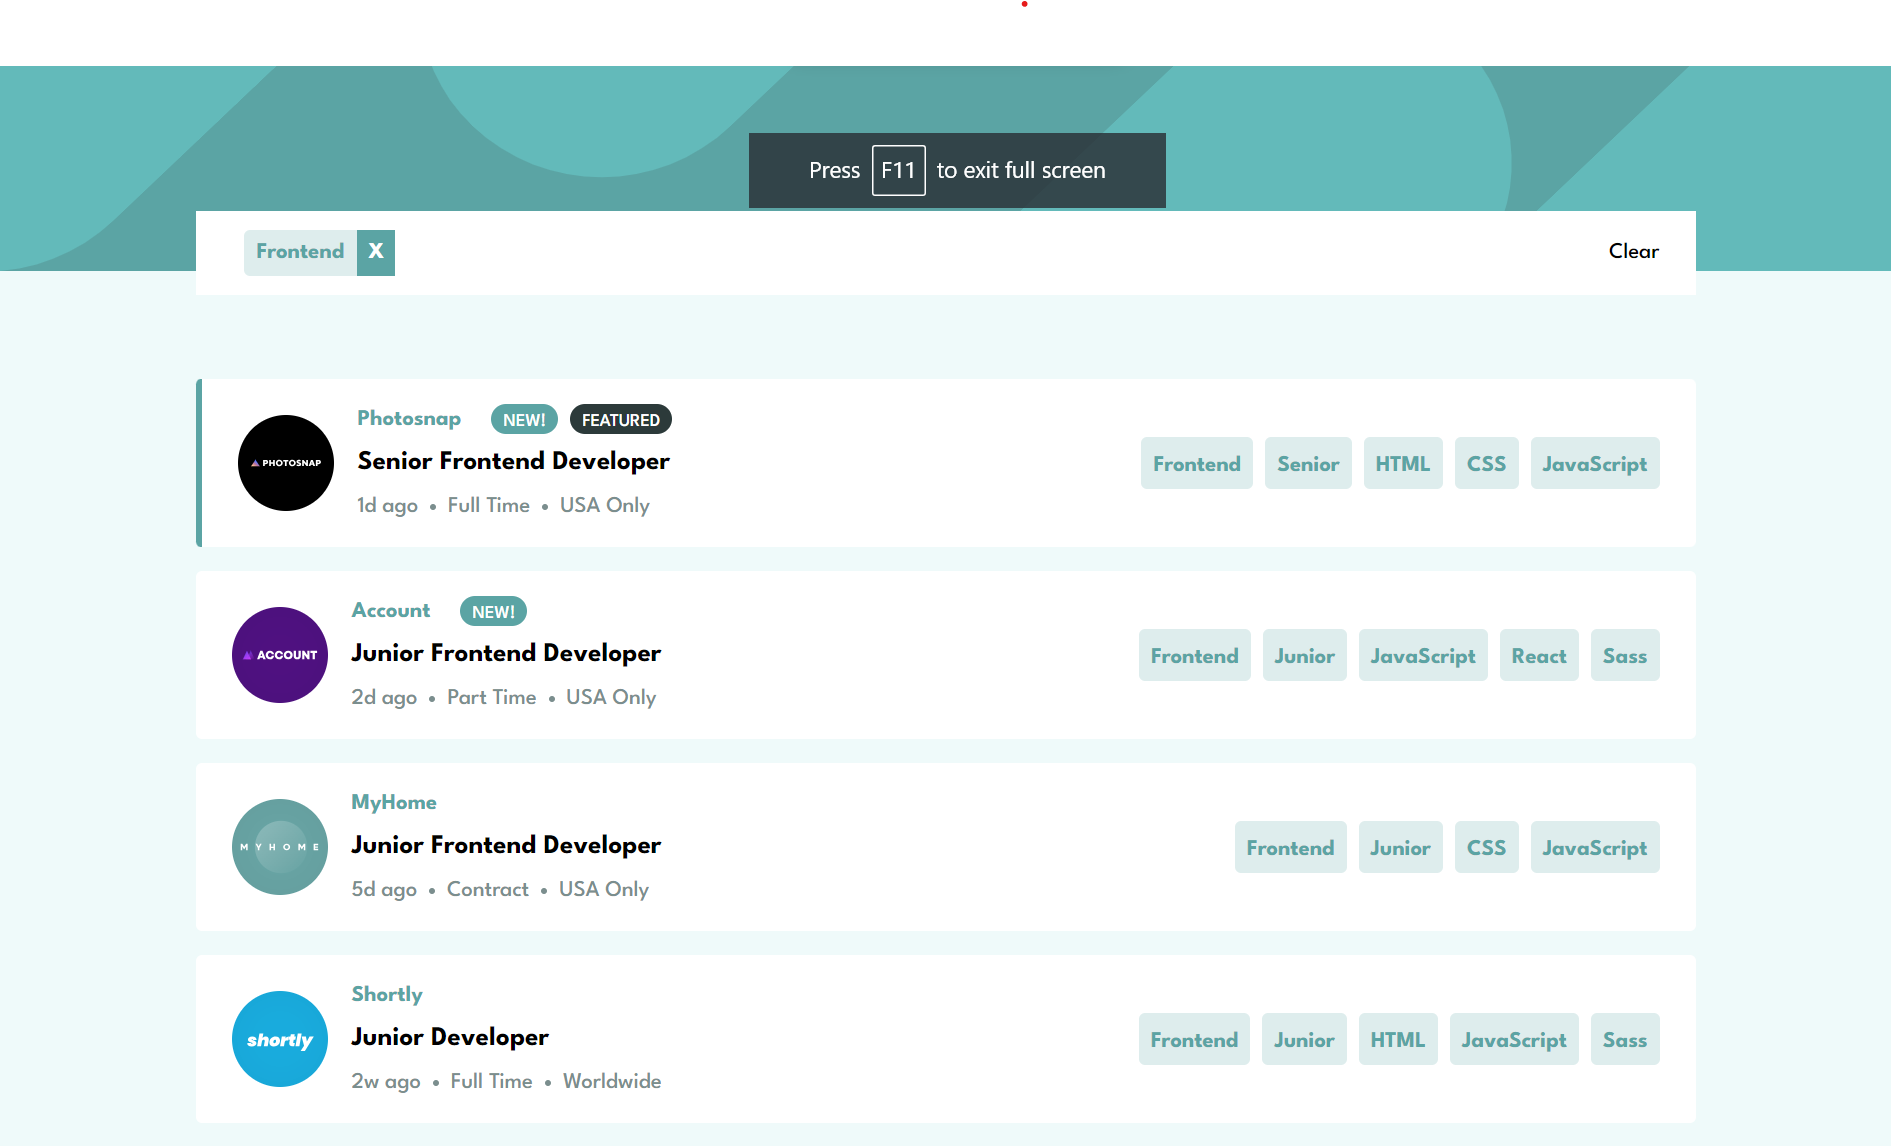 Press F11 to exit full screen
Frontend X Clear
Photosnap NEW! FEATURED
PHOTOSNAP
Senior Frontend Developer
1d ago • Full Time • USA Only
Frontend Senior HTML CSS JavaScript
Account NEW!
ACCOUNT
Junior Frontend Developer
2d ago • Part Time • USA Only
Frontend Junior JavaScript React Sass
MyHome
MYHOME
Junior Frontend Developer
5d ago • Contract • USA Only
Frontend Junior CSS JavaScript
Shortly
shortly
Junior Developer
2w ago • Full Time • Worldwide
Frontend Junior HTML JavaScript Sass